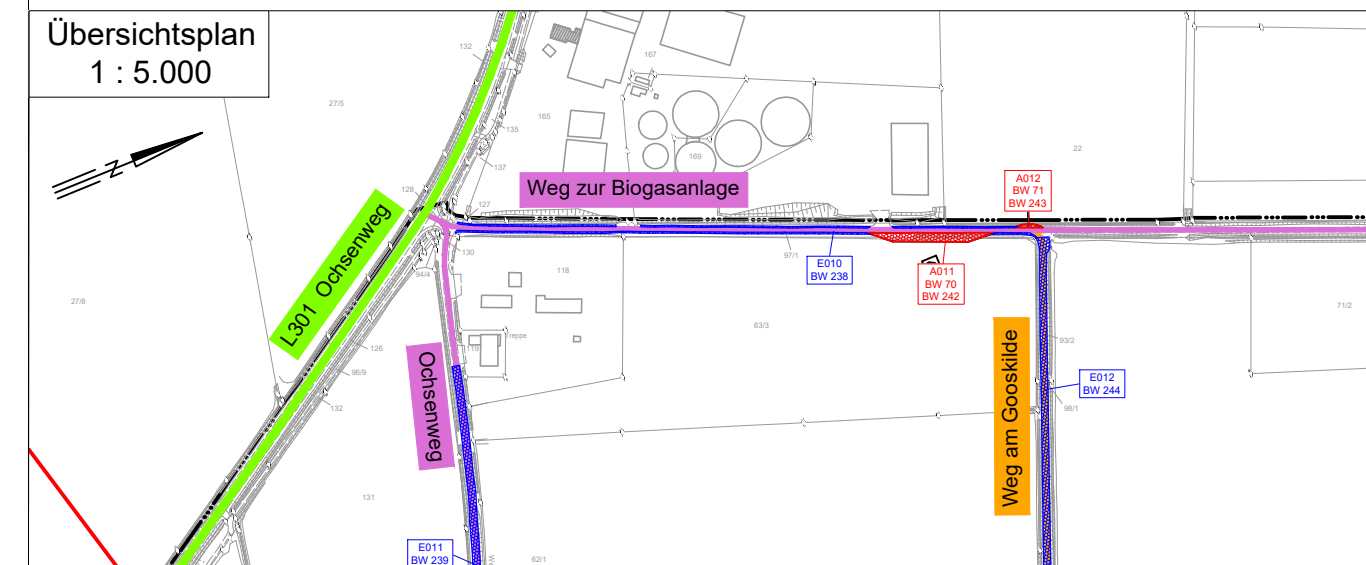 Übersichtsplan
1 : 5.000
N
132
27/5
167
165
135
137
169
22
128
127
Weg zur Biogasanlage
A012
BW 71
BW 243
L301 Ochsenweg
130
94/4
118
97/1
E010
BW 238
A011
BW 70
BW 242
27/8
71/2
63/3
Treppe
119
126
96/9
132
Ochsenweg
Weg am Gooskilde
93/2
E012
BW 244
98/1
131
E011
BW 239
62/1